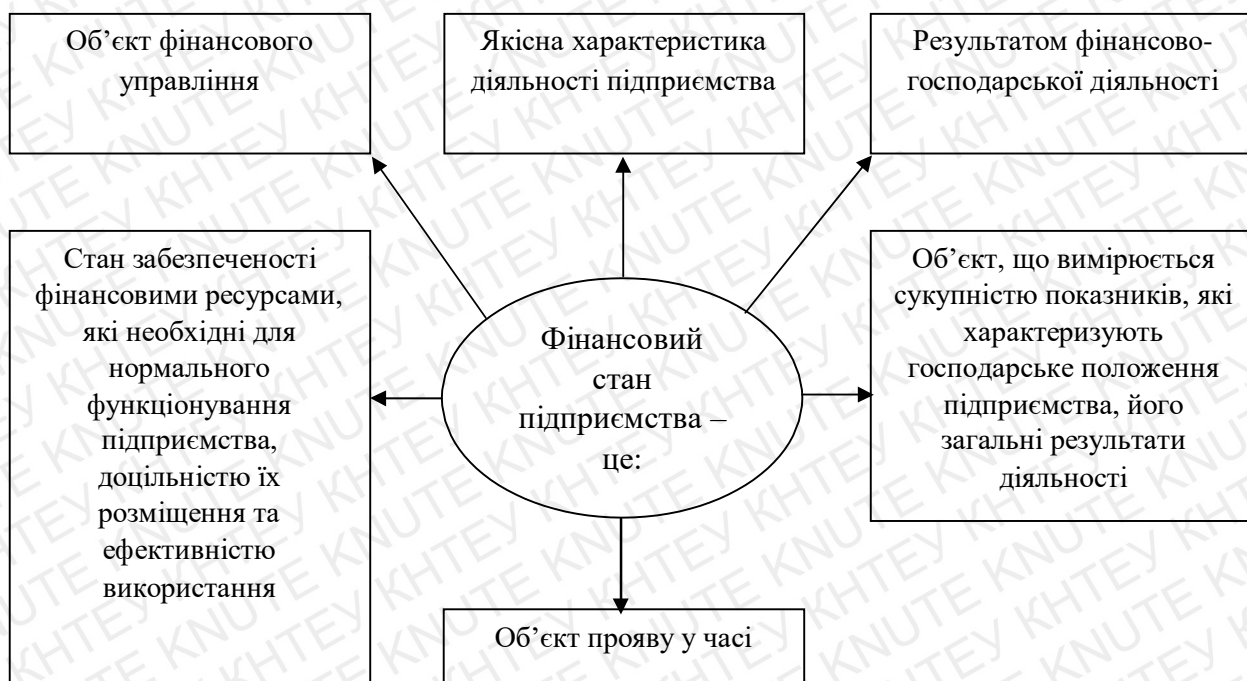 Об’єкт фінансового
управління
Якісна характеристика
діяльності підприємства
Результатом фінансово-
господарської діяльності
Стан забезпеченості
фінансовими ресурсами,
які необхідні для
нормального
функціонування
підприємства,
доцільністю їх
розміщення та
ефективністю
використання
Фінансовий
стан
підприємства –
це:
Об’єкт, що вимірюється
сукупністю показників, які
характеризують
господарське положення
підприємства, його
загальні результати
діяльності
Об’єкт прояву у часі